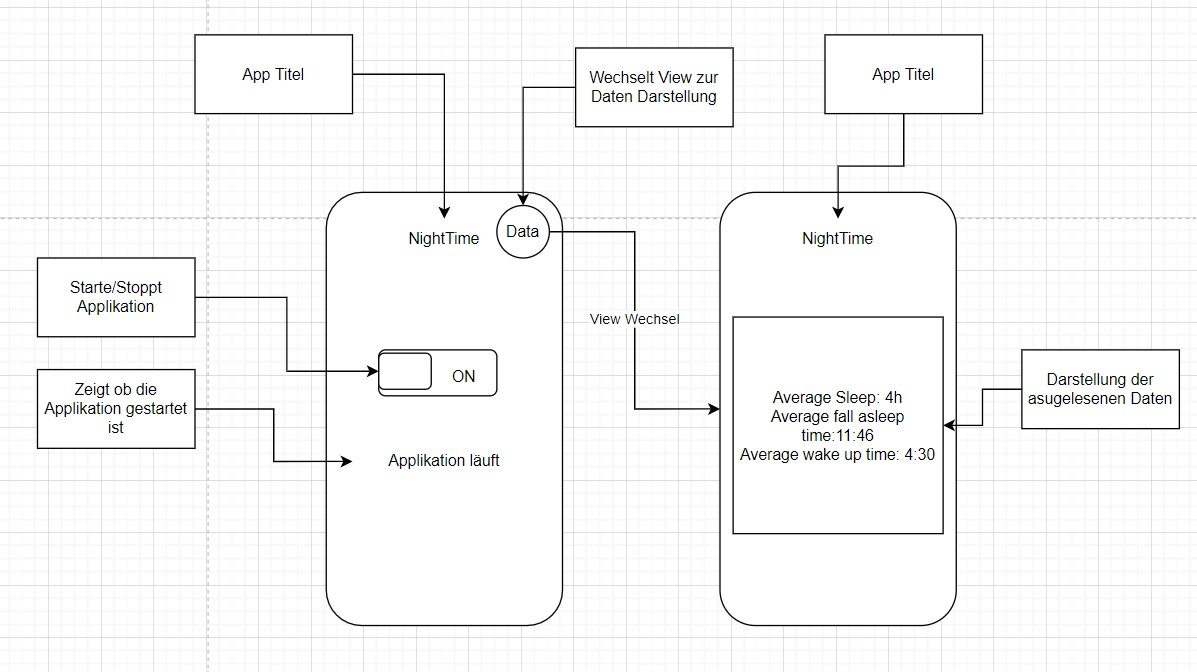 App Titel
Wechselt View zur
Daten Darstellung
App Titel
NightTime
Data
NightTime
Starte/Stoppt
Applikation
View Wechsel
ON
Zeigt ob die
Applikation gestartet
ist
Applikation läuft
Average Sleep: 4h
Average fall asleep
time:11:46
Average wake up time: 4:30
Darstellung der
asugelesenen Daten